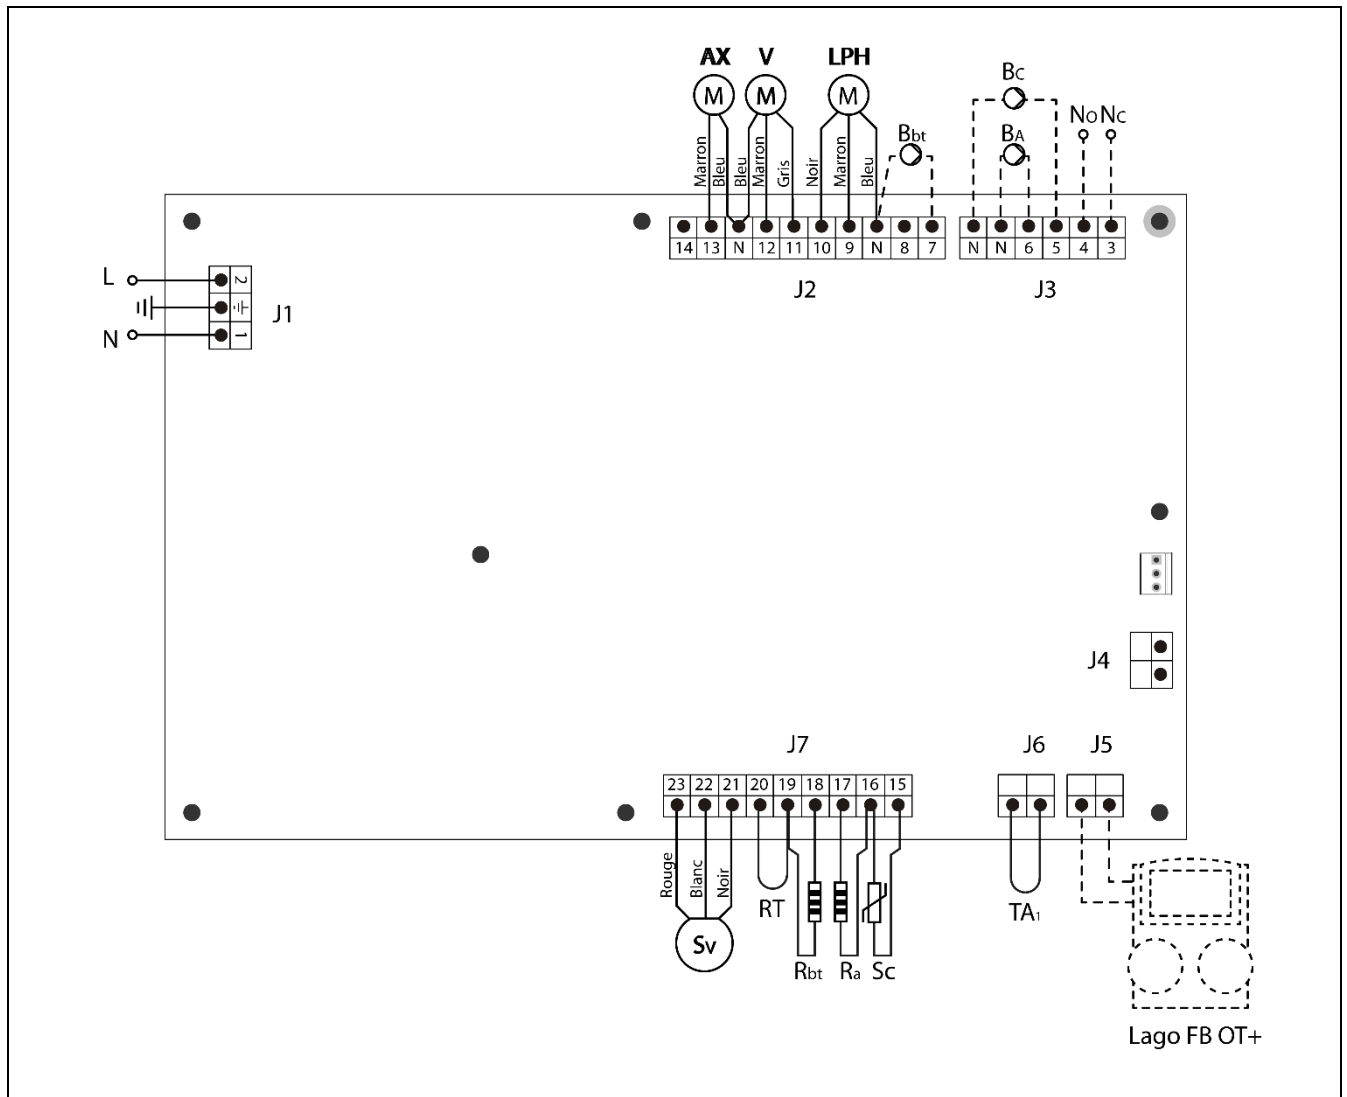 AX V LPH
M M M
Bc
No Nc
BA
Bbt
Marron Bleu Bleu Marron Gris Noir Marron Bleu
14 13 N 12 11 10 9 N 8 7
N N 6 5 4 3
J2 J3
L
2
J1
N
1
J4
J7 J6 J5
23 22 21 20 19 18 17 16 15
Rouge Blanc Noir
RT
TA1
Sv
Rbt Ra Sc
Lago FB OT+